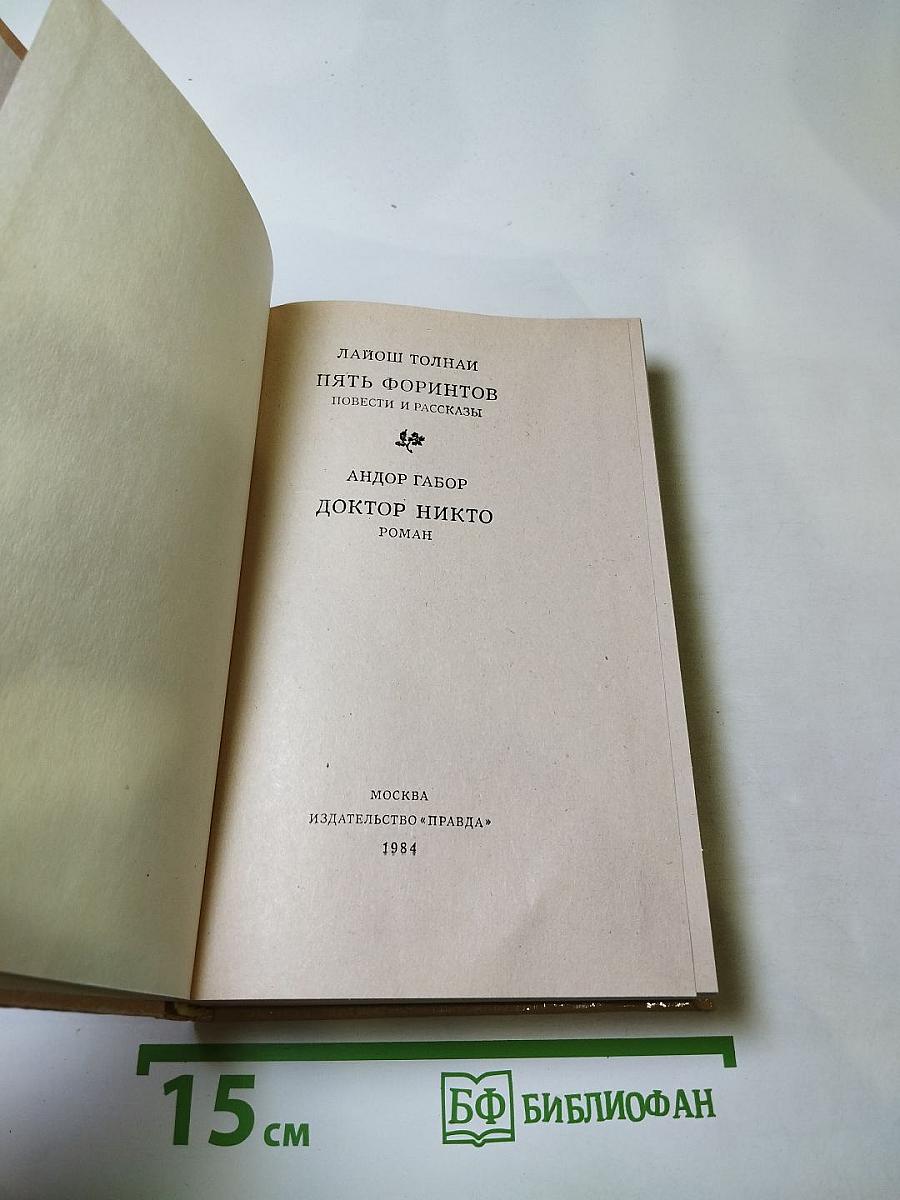 ЛАЙОШ ТОЛНАИ
ПЯТЬ ФОРИНТОВ
ПОВЕСТИ И РАССКАЗЫ
АНДОР ГАБОР
ДОКТОР НИКТО
РОМАН
МОСКВА
ИЗДАТЕЛЬСТВО «ПРАВДА»
1984
15 см
БФ БИБЛИОФАН